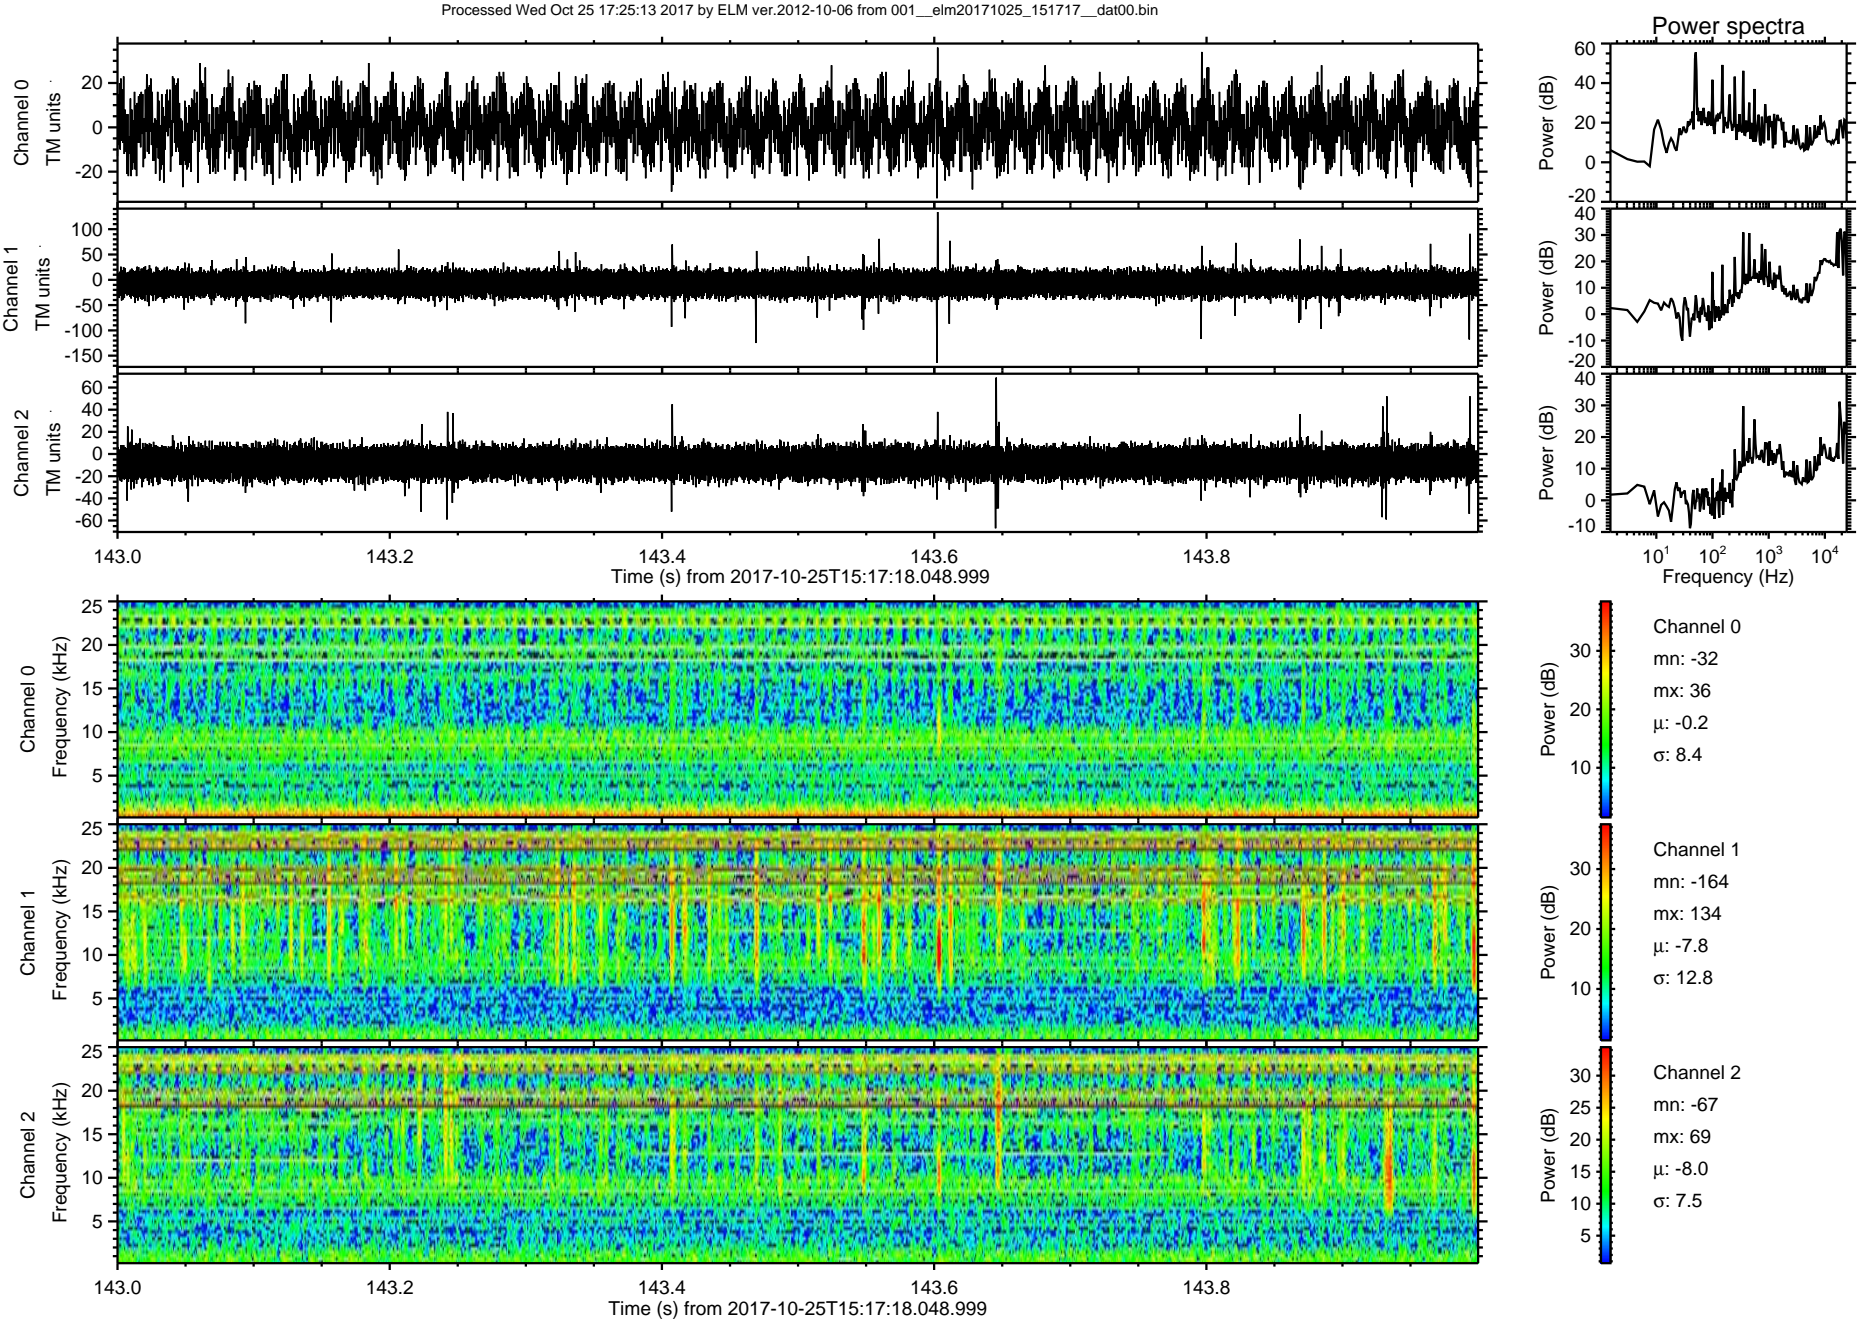 Processed Wed Oct 25 17:25:13 2017 by ELM ver.2012-10-06 from 001__elm20171025_151717__dat00.bin
Power spectra
Channel 0
TM units
20
0
-20
Power (dB)
60
40
20
0
-20
Channel 1
TM units
100
50
0
-50
-100
-150
Power (dB)
40
30
20
10
0
-10
-20
Channel 2
TM units
60
40
20
0
-20
-40
-60
Power (dB)
40
30
20
10
0
-10
143.0 143.2 143.4 143.6 143.8
Time (s) from 2017-10-25T15:17:18.048.999
10¹ 10² 10³ 10⁴
Frequency (Hz)
Channel 0
Frequency (kHz)
25
20
15
10
5
Power (dB)
30
20
10
Channel 0
mn: -32
mx: 36
μ: -0.2
σ: 8.4
Channel 1
Frequency (kHz)
25
20
15
10
5
Power (dB)
30
20
10
Channel 1
mn: -164
mx: 134
μ: -7.8
σ: 12.8
Channel 2
Frequency (kHz)
25
20
15
10
5
Power (dB)
30
25
20
15
10
5
Channel 2
mn: -67
mx: 69
μ: -8.0
σ: 7.5
143.0 143.2 143.4 143.6 143.8
Time (s) from 2017-10-25T15:17:18.048.999